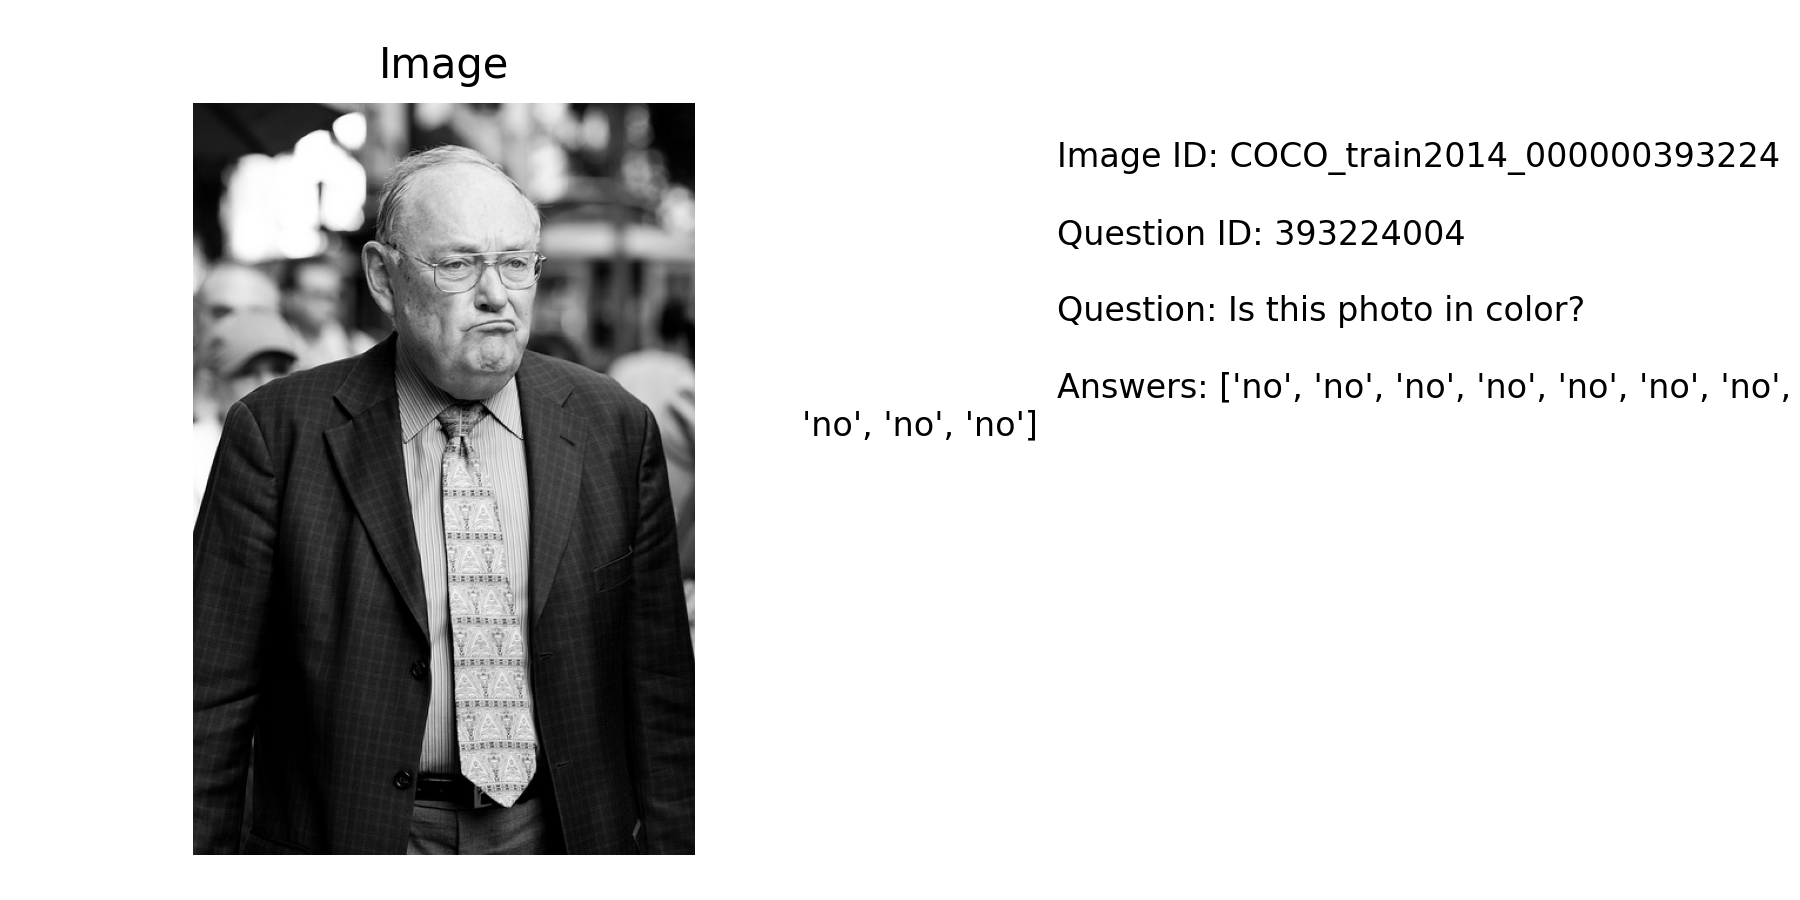 Image
Image ID: COCO_train2014_000000393224
Question ID: 393224004
Question: Is this photo in color?
Answers: ['no', 'no', 'no', 'no', 'no', 'no', 'no',
'no', 'no', 'no']